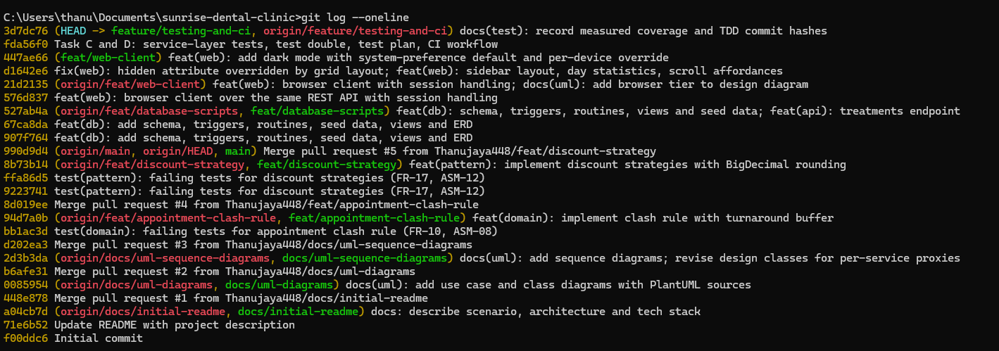 C:\Users\thanu\Documents\sunrise-dental-clinic>git log --oneline
3d7dc76 (HEAD -> feature/testing-and-ci, origin/feature/testing-and-ci) docs(test): record measured coverage and TDD commit hashes
fda56f0 Task C and D: service-layer tests, test double, test plan, CI workflow
447ae66 (feat/web-client) feat(web): add dark mode with system-preference default and per-device override
d1642e6 fix(web): hidden attribute overridden by grid layout; feat(web): sidebar layout, day statistics, scroll affordances
21d2135 (origin/feat/web-client) feat(web): browser client with session handling; docs(uml): add browser tier to design diagram
576d837 feat(web): browser client over the same REST API with session handling
527ab4a (origin/feat/database-scripts, feat/database-scripts) feat(db): schema, triggers, routines, views and seed data; feat(api): treatments endpoint
67ca8da feat(db): add schema, triggers, routines, seed data, views and ERD
907f764 feat(db): add schema, triggers, routines, seed data, views and ERD
990d9d4 (origin/main, origin/HEAD, main) Merge pull request #5 from Thanujaya448/feat/discount-strategy
8b73b14 (origin/feat/discount-strategy, feat/discount-strategy) feat(pattern): implement discount strategies with BigDecimal rounding
ffa86d5 test(pattern): failing tests for discount strategies (FR-17, ASM-12)
9223741 test(pattern): failing tests for discount strategies (FR-17, ASM-12)
8d019ee Merge pull request #4 from Thanujaya448/feat/appointment-clash-rule
94d7a0b (origin/feat/appointment-clash-rule, feat/appointment-clash-rule) feat(domain): implement clash rule with turnaround buffer
bb1ac3d test(domain): failing tests for appointment clash rule (FR-10, ASM-08)
d202ea3 Merge pull request #3 from Thanujaya448/docs/uml-sequence-diagrams
2d3b3da (origin/docs/uml-sequence-diagrams, docs/uml-sequence-diagrams) docs(uml): add sequence diagrams; revise design classes for per-service proxies
b6afe31 Merge pull request #2 from Thanujaya448/docs/uml-diagrams
0085954 (origin/docs/uml-diagrams, docs/uml-diagrams) docs(uml): add use case and class diagrams with PlantUML sources
448e878 Merge pull request #1 from Thanujaya448/docs/initial-readme
a04cb7d (origin/docs/initial-readme, docs/initial-readme) docs: describe scenario, architecture and tech stack
71e6b52 Update README with project description
f00ddc6 Initial commit